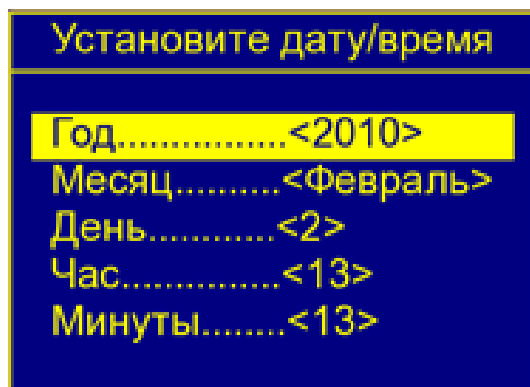 Установите дату/время
Год................<2010>
Месяц..........<Февраль>
День............<2>
Час...............<13>
Минуты........<13>